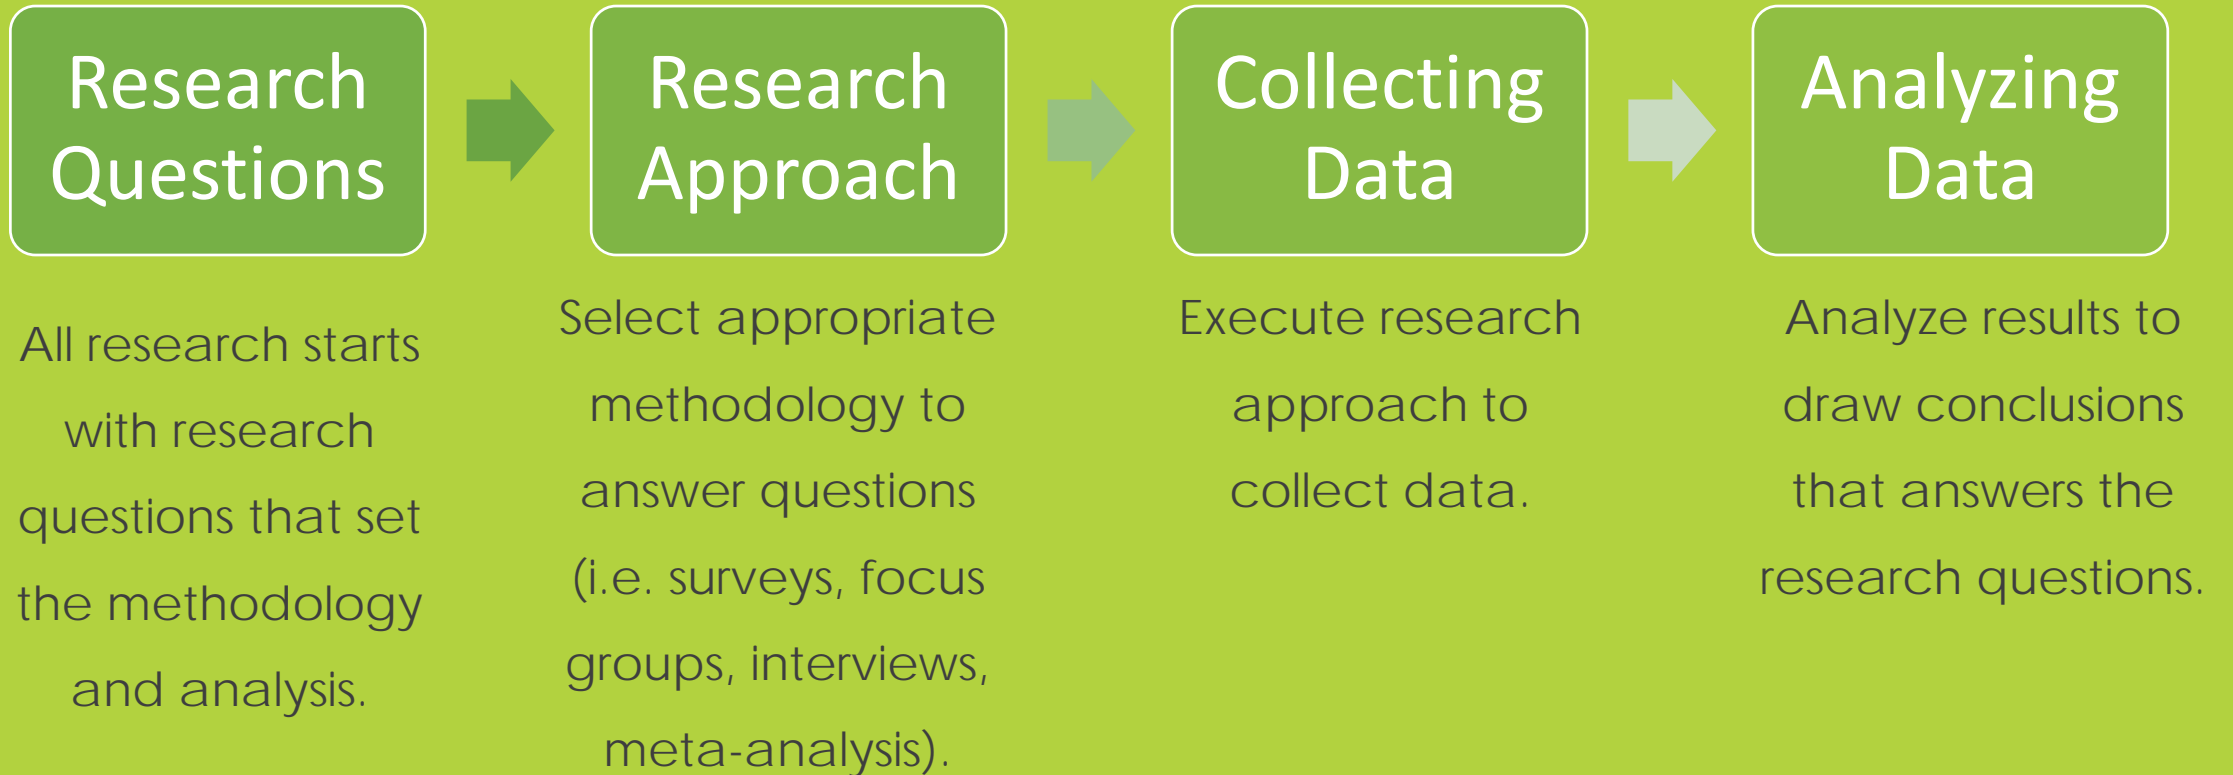 Research
Questions
All research starts
with research
questions that set
the methodology
and analysis.
Research
Approach
Select appropriate
methodology to
answer questions
(i.e. surveys, focus
groups, interviews,
meta-analysis).
Collecting
Data
Execute research
approach to
collect data.
Analyzing
Data
Analyze results to
draw conclusions
that answers the
research questions.